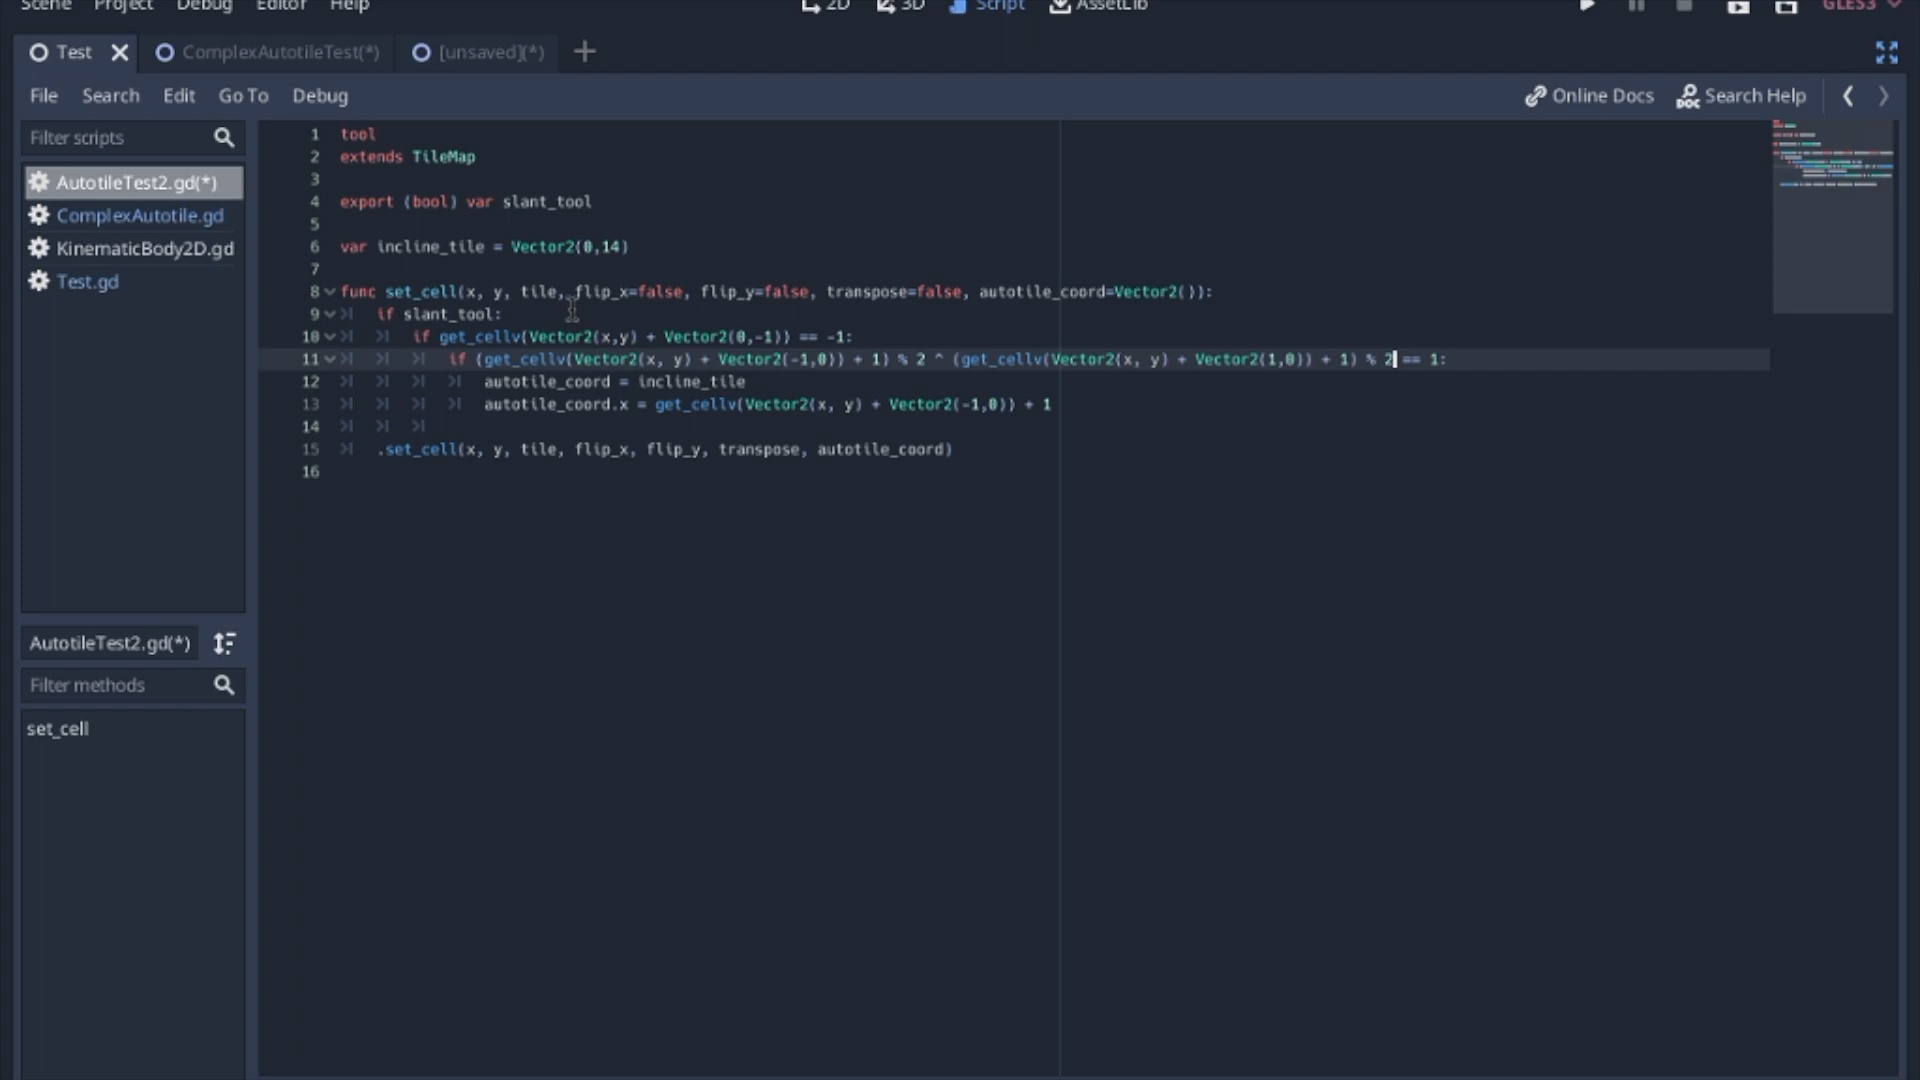 Scene Project Debug Editor Help 2D 3D Script AssetLib GLES3
Test ComplexAutotileTest(*) [unsaved](*)
File Search Edit Go To Debug Online Docs Search Help
Filter scripts
AutotileTest2.gd(*)
ComplexAutotile.gd
KinematicBody2D.gd
Test.gd
AutotileTest2.gd(*)
Filter methods
set_cell
1 tool
2 extends TileMap
3
4 export (bool) var slant_tool
5
6 var incline_tile = Vector2(0,14)
7
8 func set_cell(x, y, tile, flip_x=false, flip_y=false, transpose=false, autotile_coord=Vector2()):
9 if slant_tool:
10 if get_cellv(Vector2(x,y) + Vector2(0,-1)) == -1:
11 if (get_cellv(Vector2(x, y) + Vector2(-1,0)) + 1) % 2 ^ (get_cellv(Vector2(x, y) + Vector2(1,0)) + 1) % 2 == 1:
12 autotile_coord = incline_tile
13 autotile_coord.x = get_cellv(Vector2(x, y) + Vector2(-1,0)) + 1
14
15 .set_cell(x, y, tile, flip_x, flip_y, transpose, autotile_coord)
16